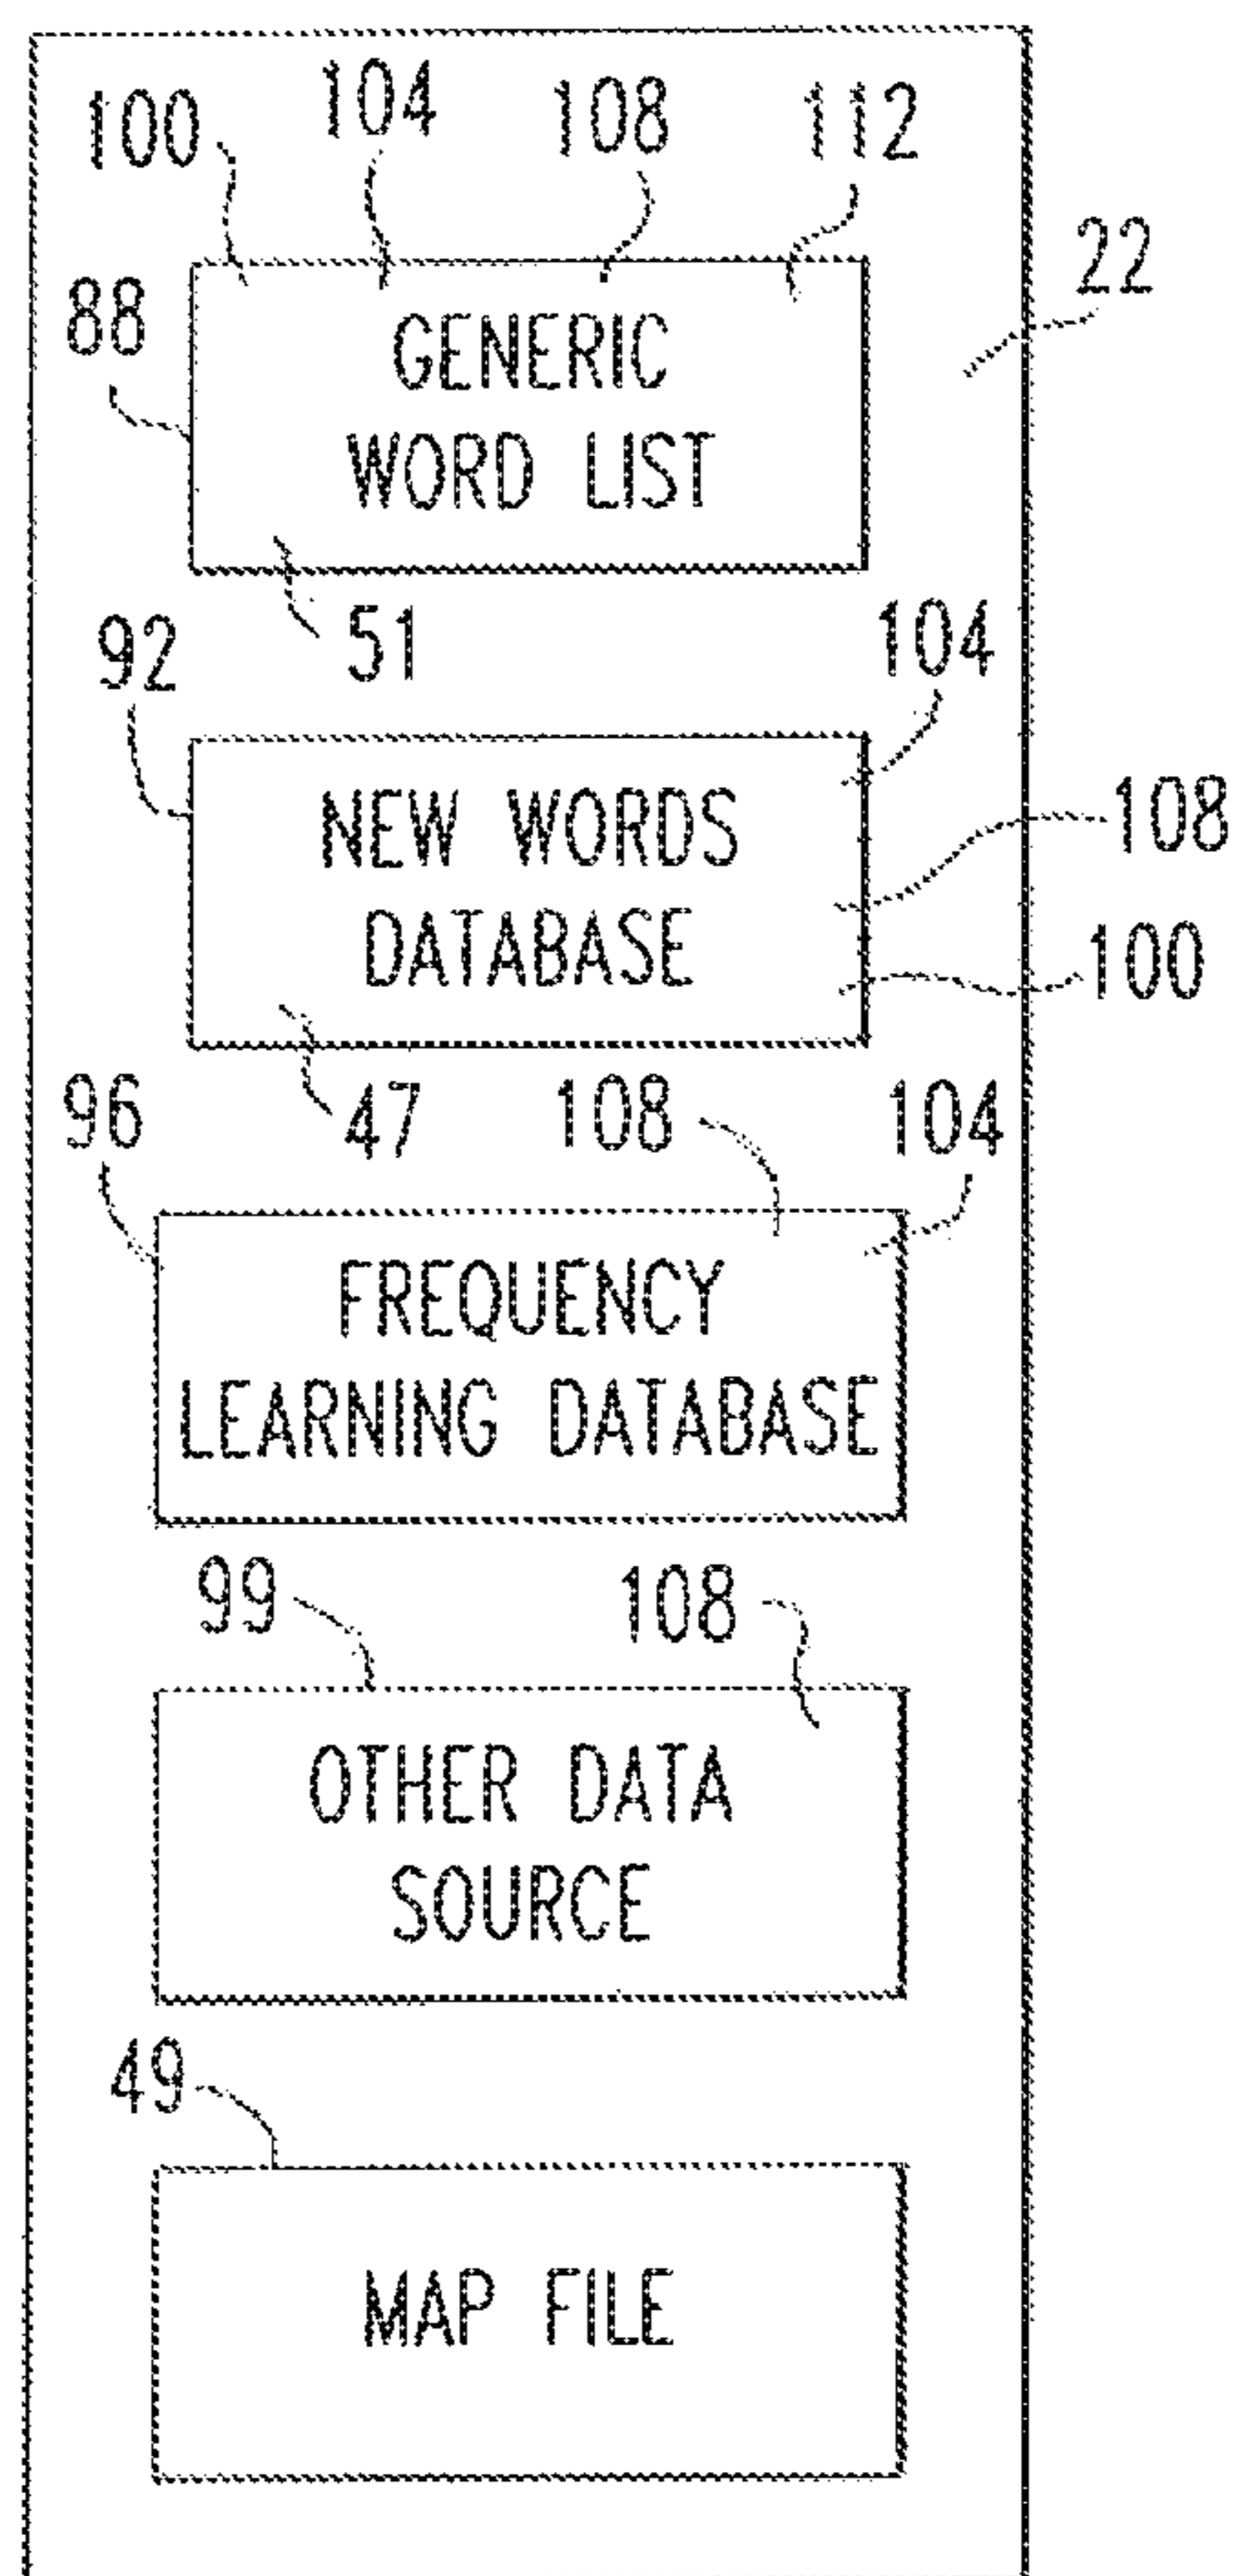 100 104 108 112
22
88
GENERIC
WORD LIST
51
92
104
NEW WORDS
108
DATABASE
100
47
96
108
104
FREQUENCY
LEARNING DATABASE
99
108
OTHER DATA
SOURCE
49
MAP FILE